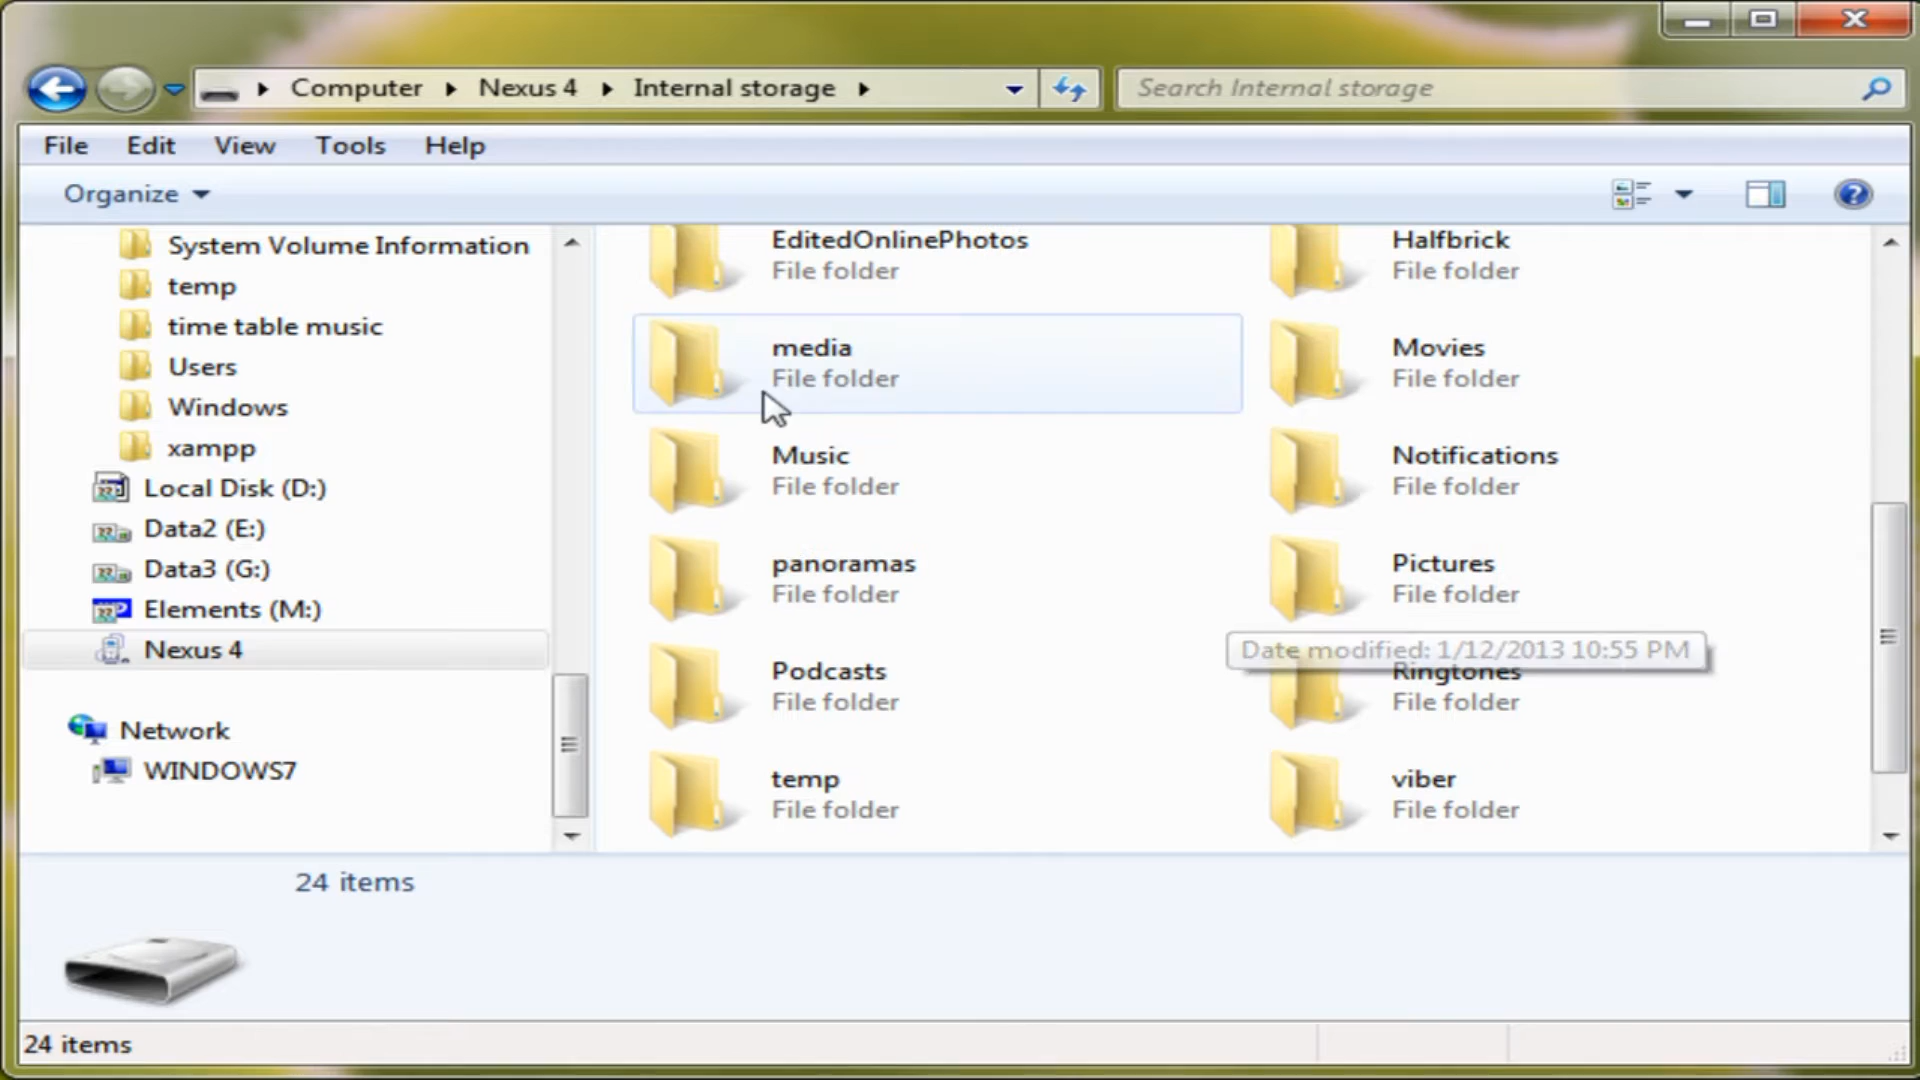 Computer Nexus 4 Internal storage
Search Internal storage
File Edit View Tools Help
Organize
System Volume Information
temp
time table music
Users
Windows
xampp
Local Disk (D:)
Data2 (E:)
Data3 (G:)
Elements (M:)
Nexus 4
Network
WINDOWS7
EditedOnlinePhotos
File folder
Halfbrick
File folder
media
File folder
Movies
File folder
Music
File folder
Notifications
File folder
panoramas
File folder
Pictures
File folder
Date modified: 1/12/2013 10:55 PM
Podcasts
File folder
Ringtones
File folder
temp
File folder
viber
File folder
24 items
24 items